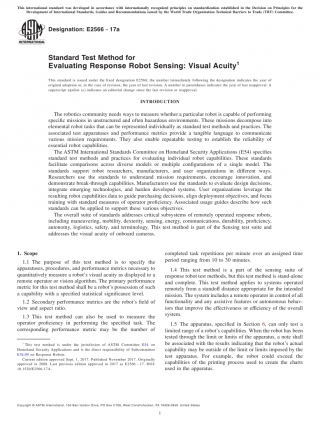 This international standard was developed in accordance with internationally recognized principles on standardization established in the Decision on Principles for the
Development of International Standards, Guides and Recommendations issued by the World Trade Organization Technical Barriers to Trade (TBT) Committee.
ASTM
INTERNATIONAL
Designation: E2566 − 17a
Standard Test Method for
Evaluating Response Robot Sensing: Visual Acuity1
This standard is issued under the fixed designation E2566; the number immediately following the designation indicates the year of
original adoption or, in the case of revision, the year of last revision. A number in parentheses indicates the year of last reapproval. A
superscript epsilon (ε) indicates an editorial change since the last revision or reapproval.
INTRODUCTION
The robotics community needs ways to measure whether a particular robot is capable of performing
specific missions in unstructured and often hazardous environments. These missions decompose into
elemental robot tasks that can be represented individually as standard test methods and practices. The
associated test apparatuses and performance metrics provide a tangible language to communicate
various mission requirements. They also enable repeatable testing to establish the reliability of
essential robot capabilities.
The ASTM International Standards Committee on Homeland Security Applications (E54) specifies
standard test methods and practices for evaluating individual robot capabilities. These standards
facilitate comparisons across diverse models or multiple configurations of a single model. The
standards support robot researchers, manufacturers, and user organizations in different ways.
Researchers use the standards to understand mission requirements, encourage innovation, and
demonstrate break-through capabilities. Manufacturers use the standards to evaluate design decisions,
integrate emerging technologies, and harden developed systems. User organizations leverage the
resulting robot capabilities data to guide purchasing decisions, align deployment objectives, and focus
training with standard measures of operator proficiency. Associated usage guides describe how such
standards can be applied to support these various objectives.
The overall suite of standards addresses critical subsystems of remotely operated response robots,
including maneuvering, mobility, dexterity, sensing, energy, communications, durability, proficiency,
autonomy, logistics, safety, and terminology. This test method is part of the Sensing test suite and
addresses the visual acuity of onboard cameras.
1. Scope
1.1 The purpose of this test method is to specify the
apparatuses, procedures, and performance metrics necessary to
quantitatively measure a robot's visual acuity as displayed to a
remote operator or vision algorithm. The primary performance
metric for this test method shall be a robot's possession of such
a capability with a specified statistical significance level.
1.2 Secondary performance metrics are the robot's field of
view and aspect ratio.
1.3 This test method can also be used to measure the
operator proficiency in performing the specified task. The
corresponding performance metric may be the number of
completed task repetitions per minute over an assigned time
period ranging from 10 to 30 minutes.
1.4 This test method is a part of the sensing suite of
response robot test methods, but this test method is stand-alone
and complete. This test method applies to systems operated
remotely from a standoff distance appropriate for the intended
mission. The system includes a remote operator in control of all
functionality and any assistive features or autonomous behav-
iors that improve the effectiveness or efficiency of the overall
system.
1.5 The apparatus, specified in Section 6, can only test a
limited range of a robot's capabilities. When the robot has been
tested through the limit or limits of the apparatus, a note shall
be associated with the results indicating that the robot's actual
capability may be outside of the limit or limits imposed by the
test apparatus. For example, the robot could exceed the
capabilities of the printing process used to create the charts
used in the apparatus.
1 This test method is under the jurisdiction of ASTM Committee E54 on
Homeland Security Applications and is the direct responsibility of Subcommittee
E54.09 on Response Robots.
Current edition approved Sept. 1, 2017. Published November 2017. Originally
approved in 2008. Last previous edition approved in 2017 as E2566 – 17. DOI:
10.1520/E2566-17A.
Copyright © ASTM International, 100 Barr Harbor Drive, PO Box C700, West Conshohocken, PA 19428-2959. United States
1